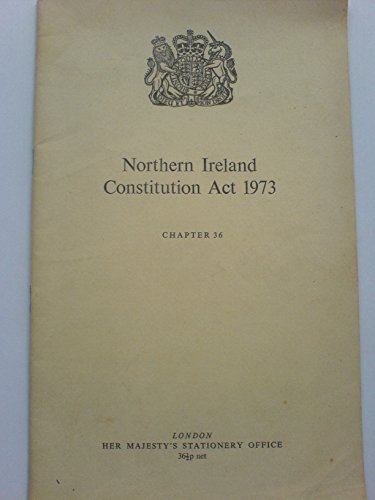 Northern Ireland
Constitution Act 1973
CHAPTER 36
LONDON
HER MAJESTY'S STATIONERY OFFICE
36½p net